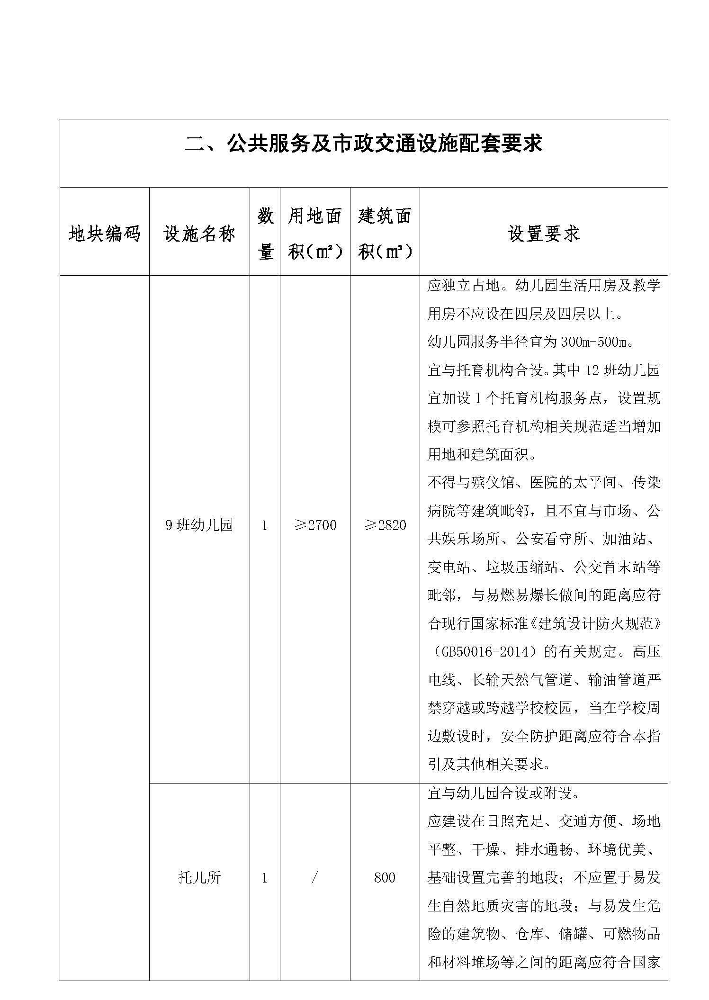 二、公共服务及市政交通设施配套要求
地块编码 设施名称 数量 用地面积(m²) 建筑面积(m²) 设置要求
9班幼儿园 1 ≥2700 ≥2820
应独立占地。幼儿园生活用房及教学
用房不应设在四层及四层以上。
幼儿园服务半径宜为300m-500m。
宜与托育机构合设。其中12班幼儿园
宜加设1个托育机构服务点，设置规
模可参照托育机构相关规范适当增加
用地和建筑面积。
不得与殡仪馆、医院的太平间、传染
病院等建筑毗邻，且不宜与市场、公
共娱乐场所、公安看守所、加油站、
变电站、垃圾压缩站、公交首末站等
毗邻，与易燃易爆长做间的距离应符
合现行国家标准《建筑设计防火规范》
（GB50016-2014）的有关规定。高压
电线、长输天然气管道、输油管道严
禁穿越或跨越学校校园，当在学校周
边敷设时，安全防护距离应符合本指
引及其他相关要求。
托儿所 1 / 800
宜与幼儿园合设或附设。
应建设在日照充足、交通方便、场地
平整、干燥、排水通畅、环境优美、
基础设置完善的地段；不应置于易发
生自然地质灾害的地段；与易发生危
险的建筑物、仓库、储罐、可燃物品
和材料堆场等之间的距离应符合国家